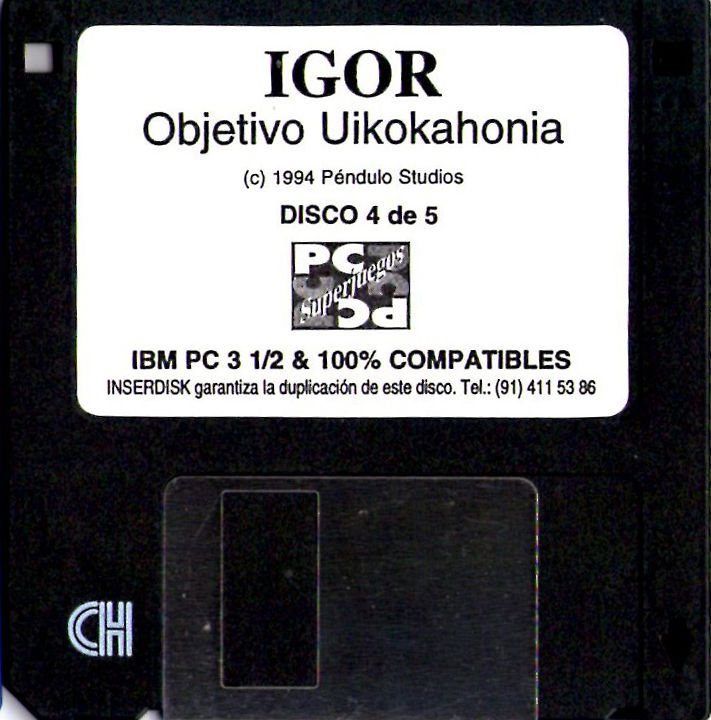 IGOR
Objetivo Uikokahonia
(c) 1994 Péndulo Studios
DISCO 4 de 5
PC
Superjuegos
PC
IBM PC 3 1/2 & 100% COMPATIBLES
INSERDISK garantiza la duplicación de este disco. Tel.: (91) 411 53 86
CH